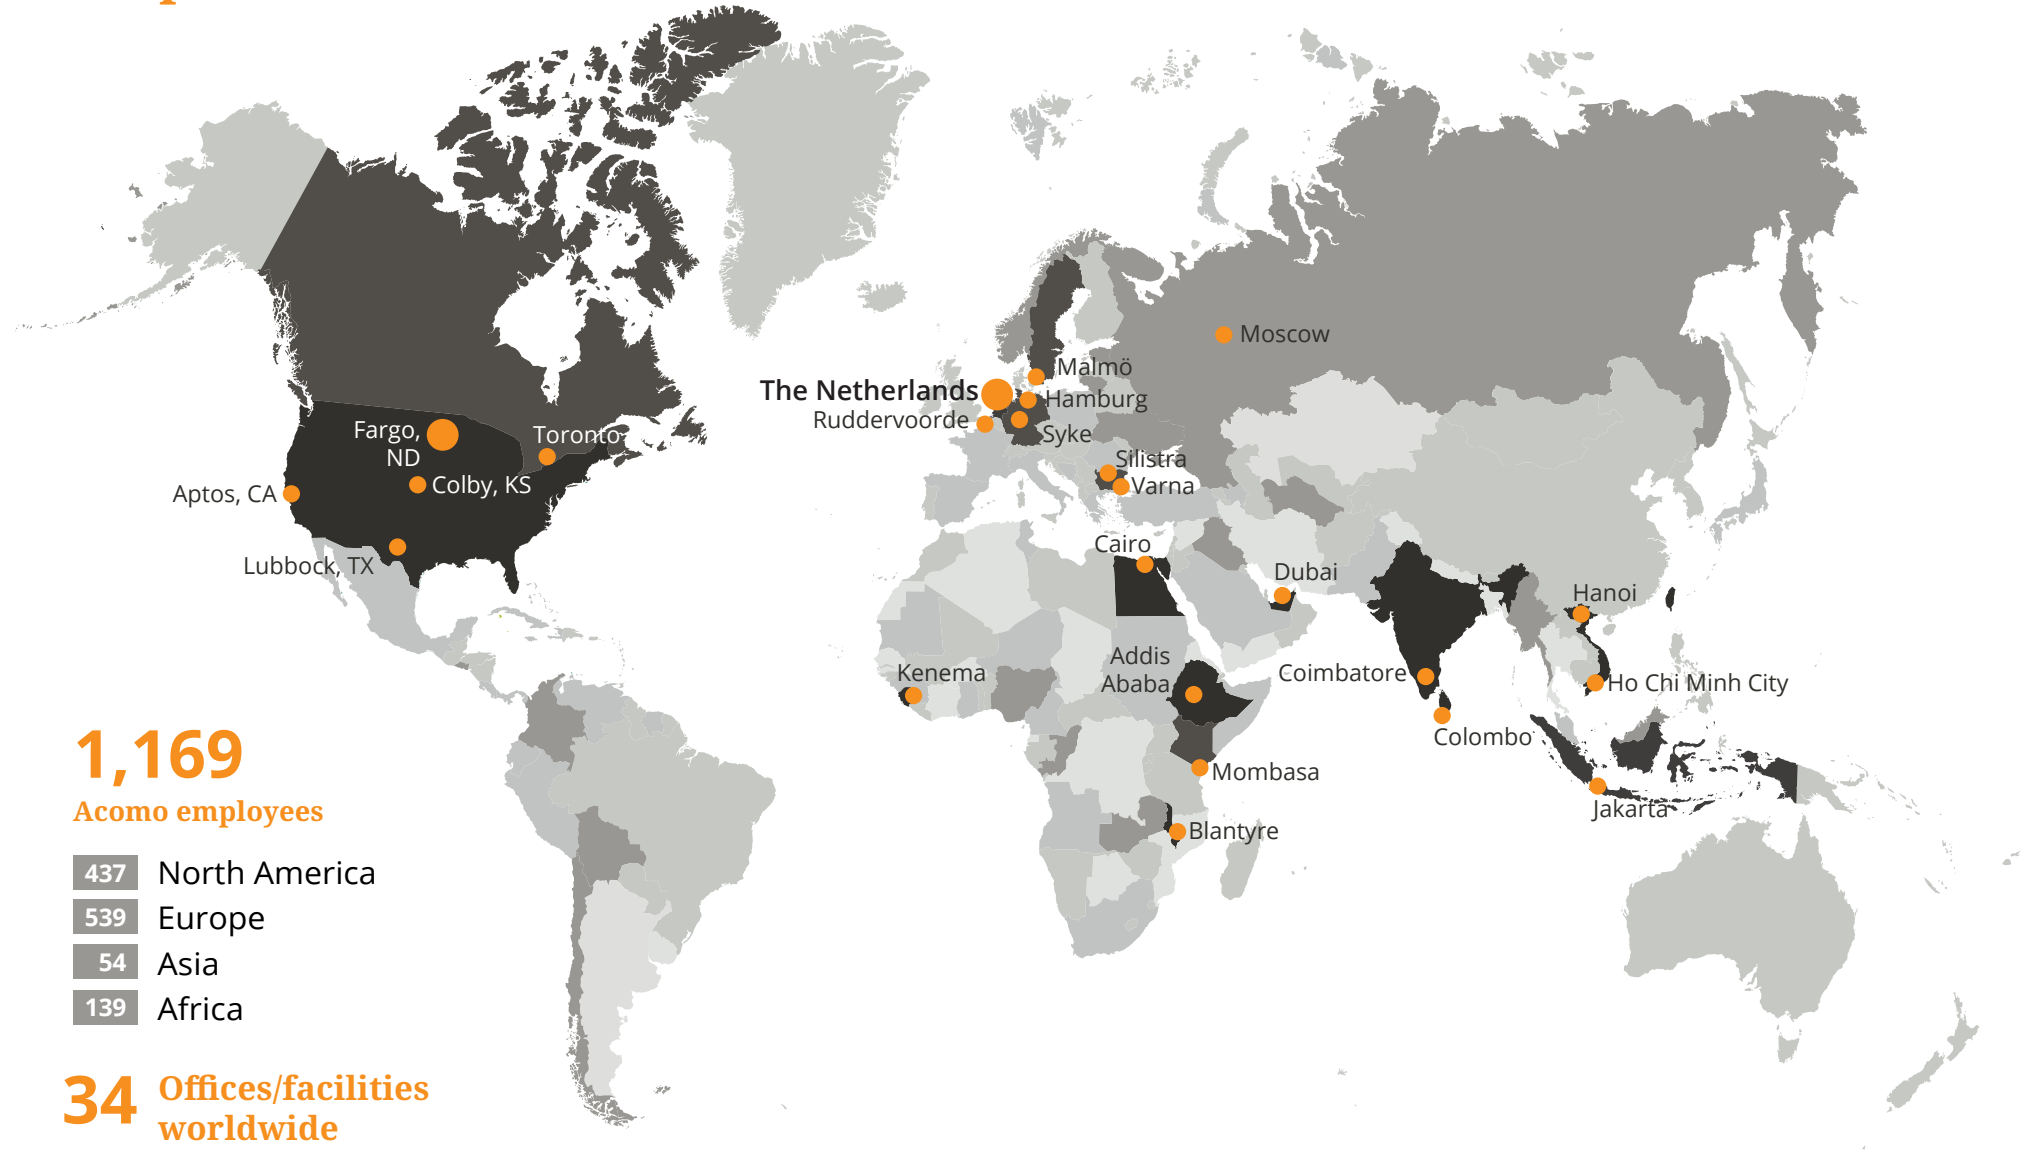 Moscow
Malmö
The Netherlands
Hamburg
Ruddervoorde
Syke
Fargo,
ND
Toronto
Silistra
Colby, KS
Varna
Aptos, CA
Cairo
Lubbock, TX
Dubai
Hanoi
Addis
Ababa
Kenema
Coimbatore
Ho Chi Minh City
Colombo
Mombasa
Jakarta
Blantyre
1,169
Acomo employees
437 North America
539 Europe
54 Asia
139 Africa
34 Offices/facilities
worldwide